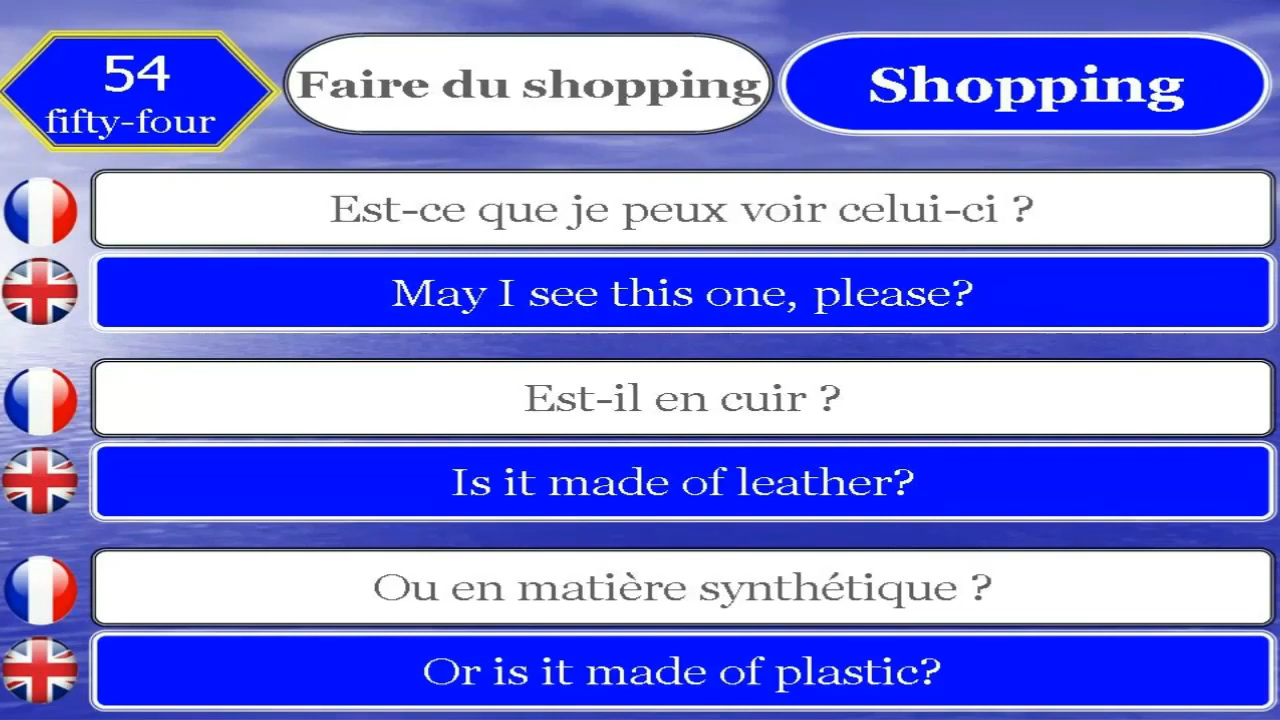 54
fifty-four
Faire du shopping
Shopping
Est-ce que je peux voir celui-ci ?
May I see this one, please?
Est-il en cuir ?
Is it made of leather?
Ou en matière synthétique ?
Or is it made of plastic?